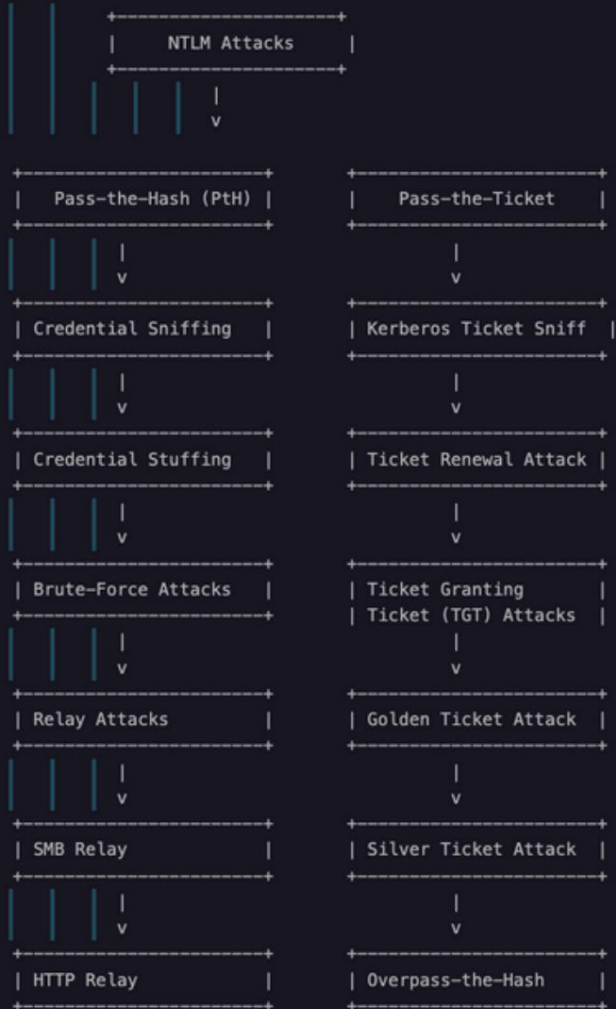 NTLM Attacks
Pass-the-Hash (PtH)
Credential Sniffing
Credential Stuffing
Brute-Force Attacks
Relay Attacks
SMB Relay
HTTP Relay
Pass-the-Ticket
Kerberos Ticket Sniff
Ticket Renewal Attack
Ticket Granting
Ticket (TGT) Attacks
Golden Ticket Attack
Silver Ticket Attack
Overpass-the-Hash